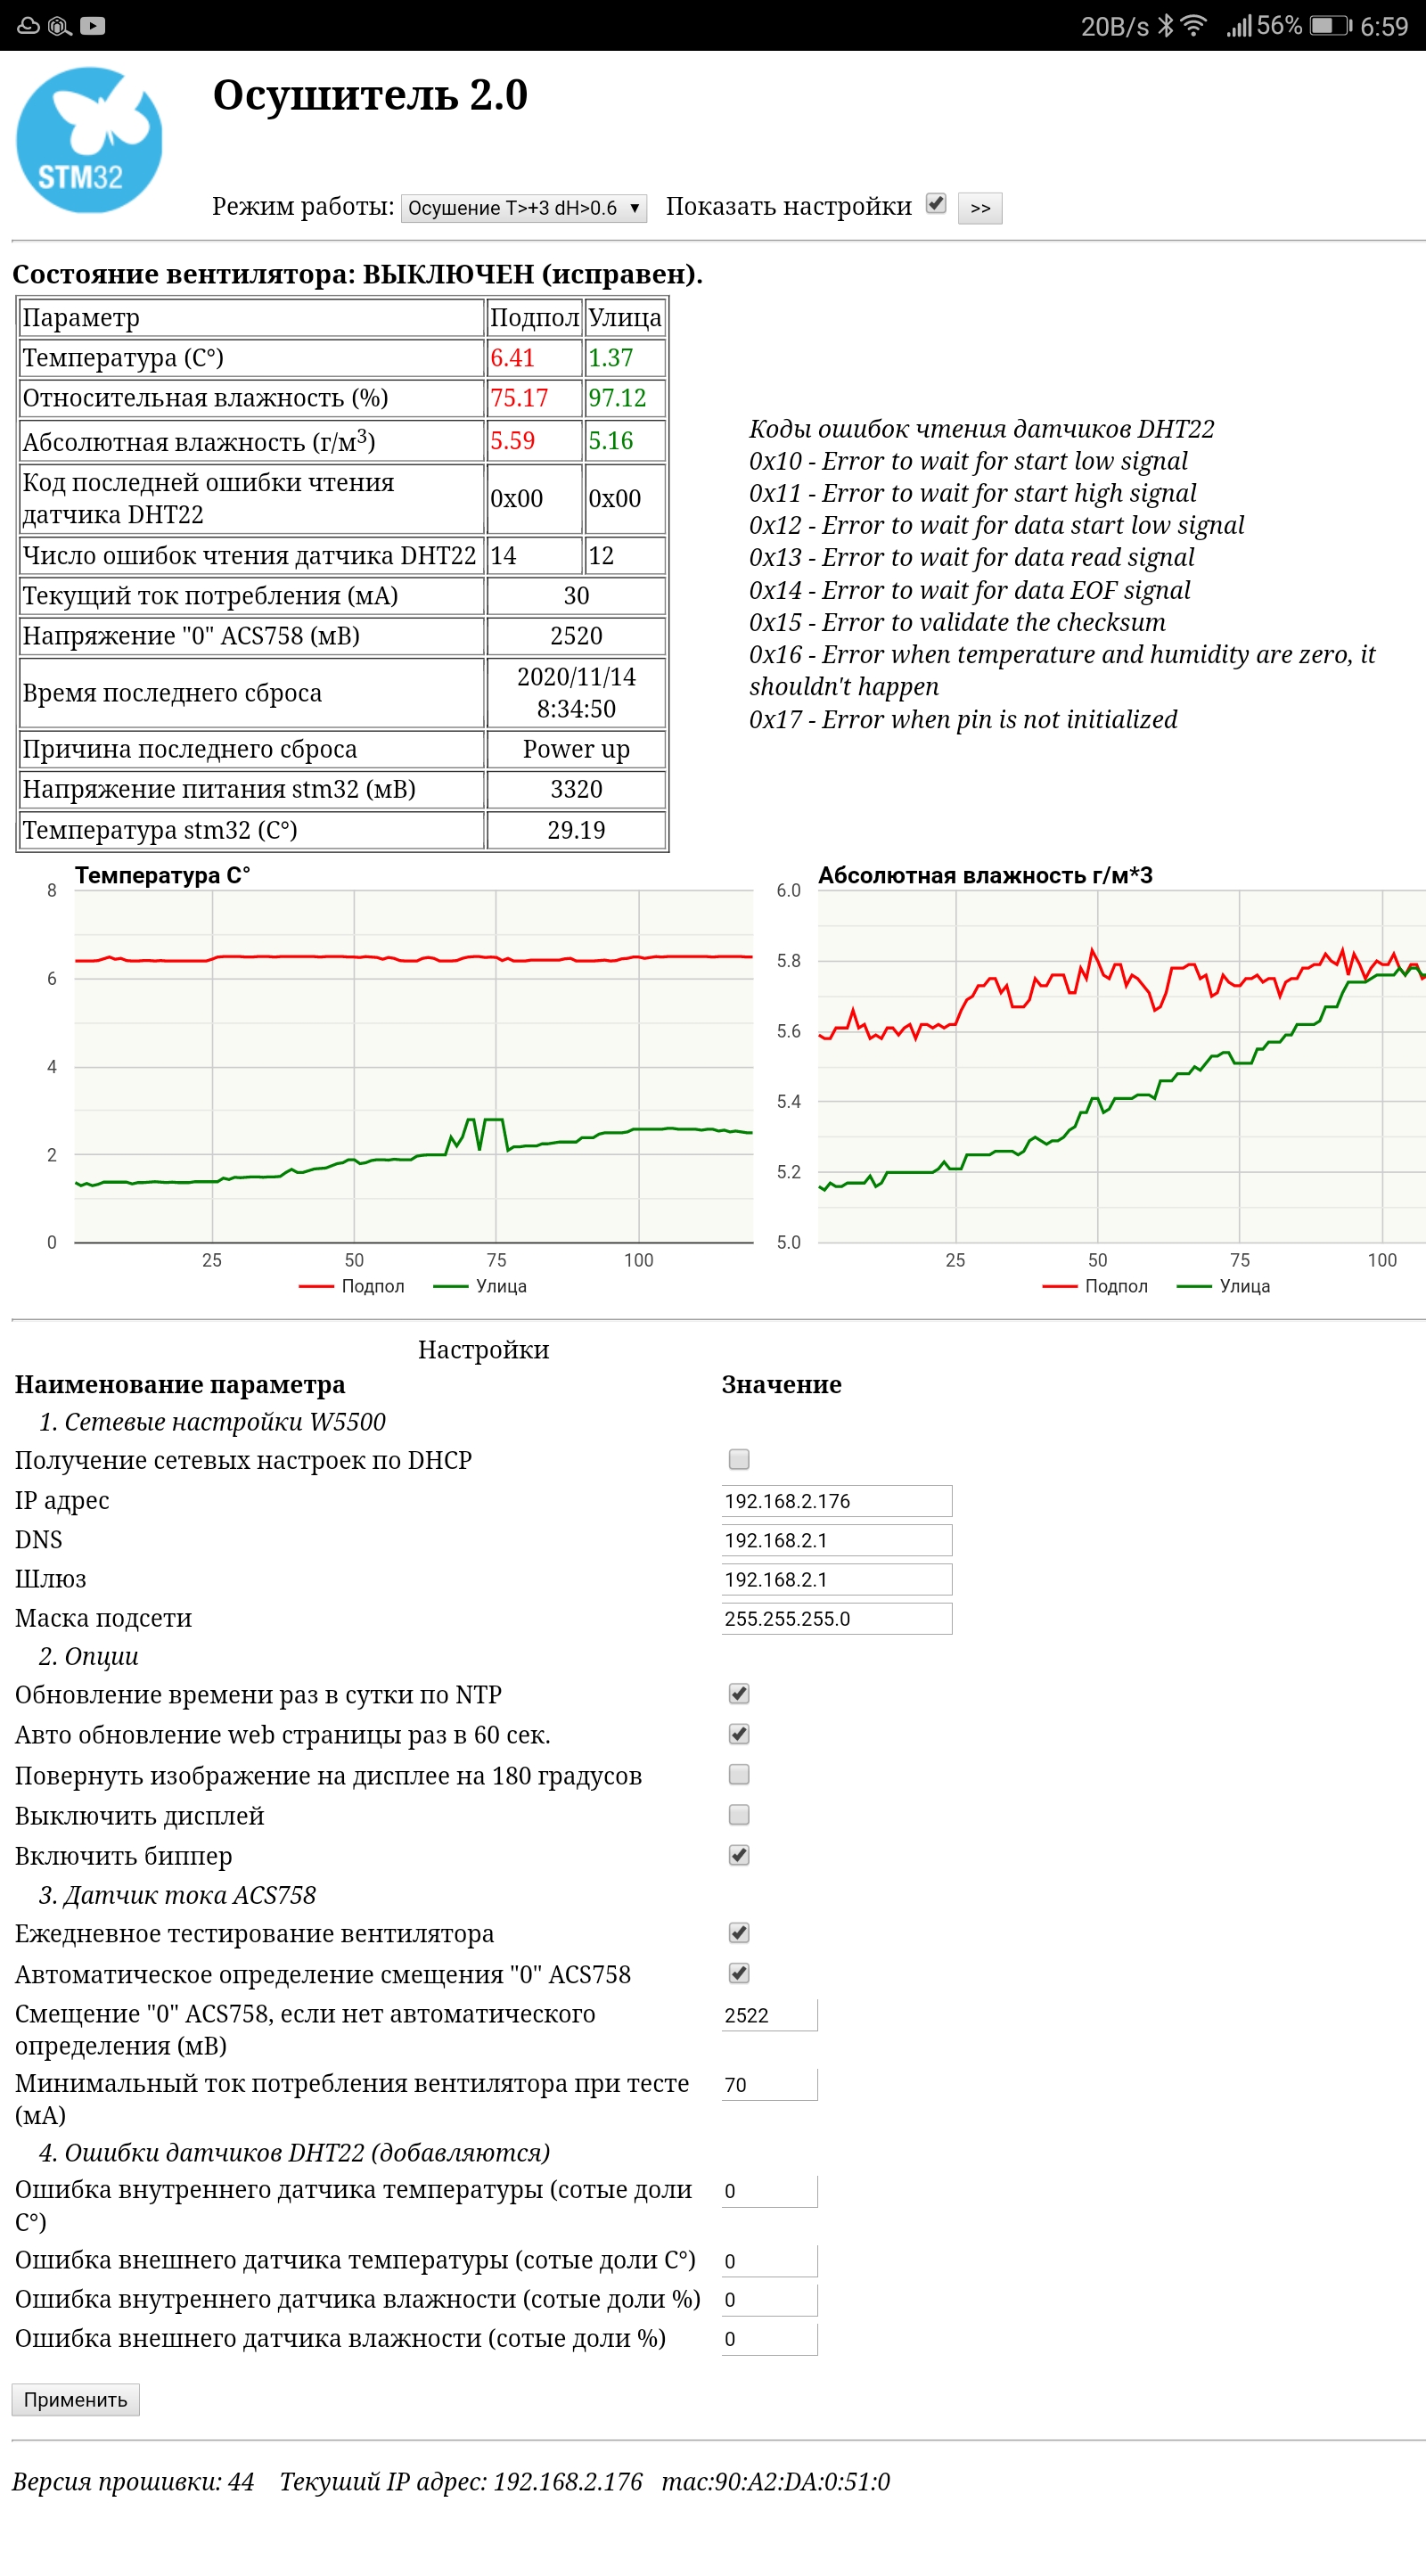 20B/s 56% 6:59
STM32
Осушитель 2.0
Режим работы: Осушение T>+3 dH>0.6 ▼ Показать настройки >>
Состояние вентилятора: ВЫКЛЮЧЕН (исправен).
Параметр Подпол Улица
Температура (C°) 6.41 1.37
Относительная влажность (%) 75.17 97.12
Абсолютная влажность (г/м³) 5.59 5.16
Код последней ошибки чтения
датчика DHT22 0x00 0x00
Число ошибок чтения датчика DHT22 14 12
Текущий ток потребления (мА) 30
Напряжение "0" ACS758 (мВ) 2520
Время последнего сброса 2020/11/14
8:34:50
Причина последнего сброса Power up
Напряжение питания stm32 (мВ) 3320
Температура stm32 (C°) 29.19
Коды ошибок чтения датчиков DHT22
0x10 - Error to wait for start low signal
0x11 - Error to wait for start high signal
0x12 - Error to wait for data start low signal
0x13 - Error to wait for data read signal
0x14 - Error to wait for data EOF signal
0x15 - Error to validate the checksum
0x16 - Error when temperature and humidity are zero, it
shouldn't happen
0x17 - Error when pin is not initialized
Температура C°
8
6
4
2
0
25 50 75 100
Подпол Улица
Абсолютная влажность г/м*3
6.0
5.8
5.6
5.4
5.2
5.0
25 50 75 100
Подпол Улица
Настройки
Наименование параметра Значение
1. Сетевые настройки W5500
Получение сетевых настроек по DHCP
IP адрес 192.168.2.176
DNS 192.168.2.1
Шлюз 192.168.2.1
Маска подсети 255.255.255.0
2. Опции
Обновление времени раз в сутки по NTP
Авто обновление web страницы раз в 60 сек.
Повернуть изображение на дисплее на 180 градусов
Выключить дисплей
Включить биппер
3. Датчик тока ACS758
Ежедневное тестирование вентилятора
Автоматическое определение смещения "0" ACS758
Смещение "0" ACS758, если нет автоматического
определения (мВ) 2522
Минимальный ток потребления вентилятора при тесте
(мА) 70
4. Ошибки датчиков DHT22 (добавляются)
Ошибка внутреннего датчика температуры (сотые доли
C°) 0
Ошибка внешнего датчика температуры (сотые доли C°) 0
Ошибка внутреннего датчика влажности (сотые доли %) 0
Ошибка внешнего датчика влажности (сотые доли %) 0
Применить
Версия прошивки: 44 Текуший IP адрес: 192.168.2.176 mac:90:A2:DA:0:51:0